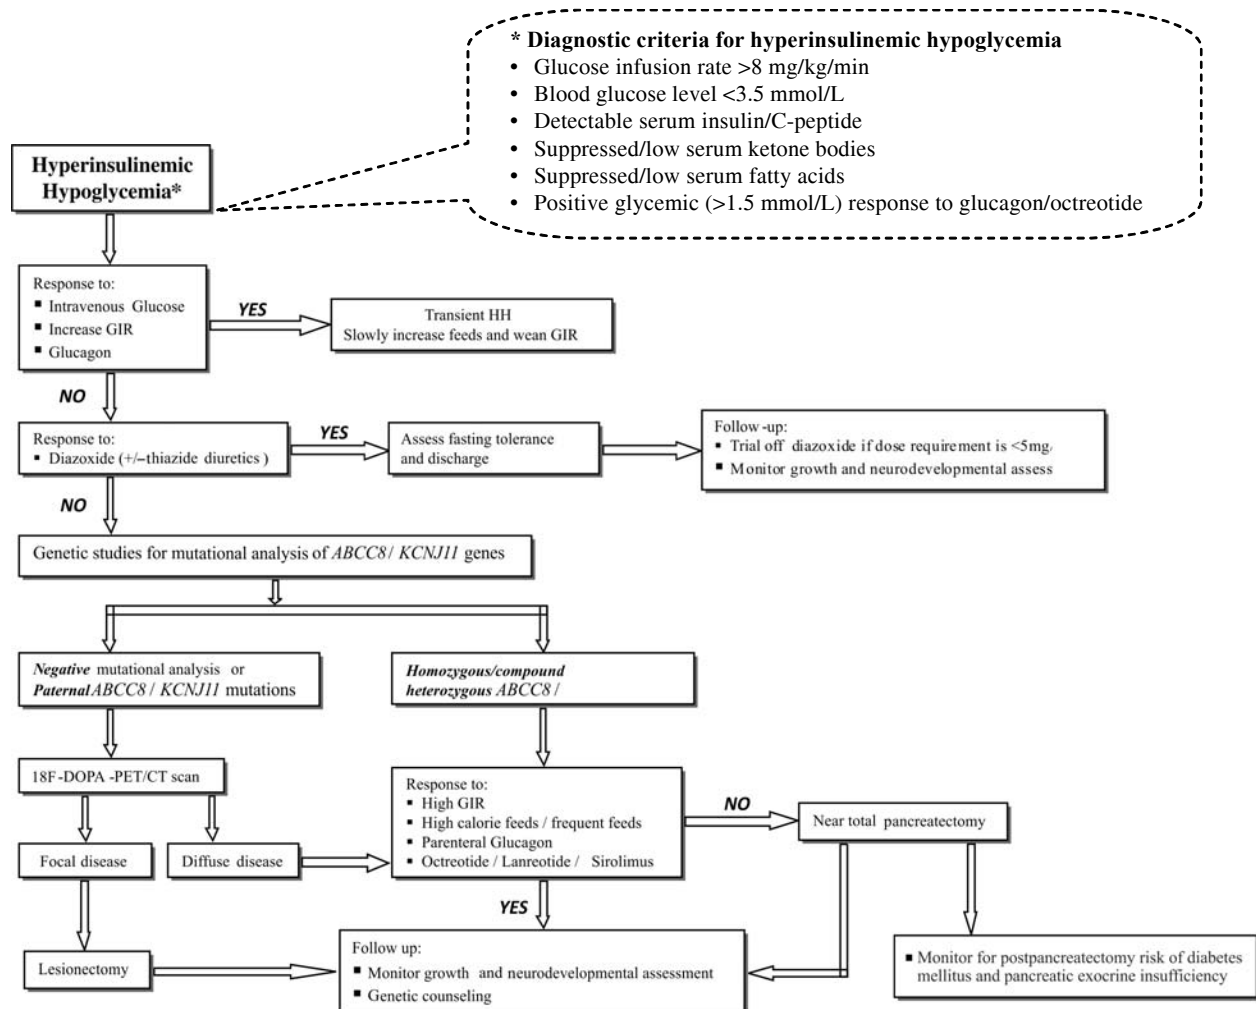 * Diagnostic criteria for hyperinsulinemic hypoglycemia
• Glucose infusion rate >8 mg/kg/min
• Blood glucose level <3.5 mmol/L
• Detectable serum insulin/C-peptide
• Suppressed/low serum ketone bodies
• Suppressed/low serum fatty acids
• Positive glycemic (>1.5 mmol/L) response to glucagon/octreotide
Hyperinsulinemic
Hypoglycemia*
Response to:
▪ Intravenous Glucose
▪ Increase GIR
▪ Glucagon
YES
Transient HH
Slowly increase feeds and wean GIR
NO
Response to:
▪ Diazoxide (+/–thiazide diuretics )
YES
Assess fasting tolerance
and discharge
Follow-up:
▪ Trial off diazoxide if dose requirement is <5mg
▪ Monitor growth and neurodevelopmental assess
NO
Genetic studies for mutational analysis of ABCC8/ KCNJ11 genes
Negative mutational analysis or
Paternal ABCC8/ KCNJ11 mutations
Homozygous/compound
heterozygous ABCC8 /
18F-DOPA -PET/CT scan
Response to:
▪ High GIR
▪ High calorie feeds / frequent feeds
▪ Parenteral Glucagon
▪ Octreotide / Lanreotide / Sirolimus
NO
Near total pancreatectomy
Focal disease
Diffuse disease
YES
Lesionectomy
Follow up:
▪ Monitor growth and neurodevelopmental assessment
▪ Genetic counseling
▪ Monitor for postpancreatectomy risk of diabetes
mellitus and pancreatic exocrine insufficiency